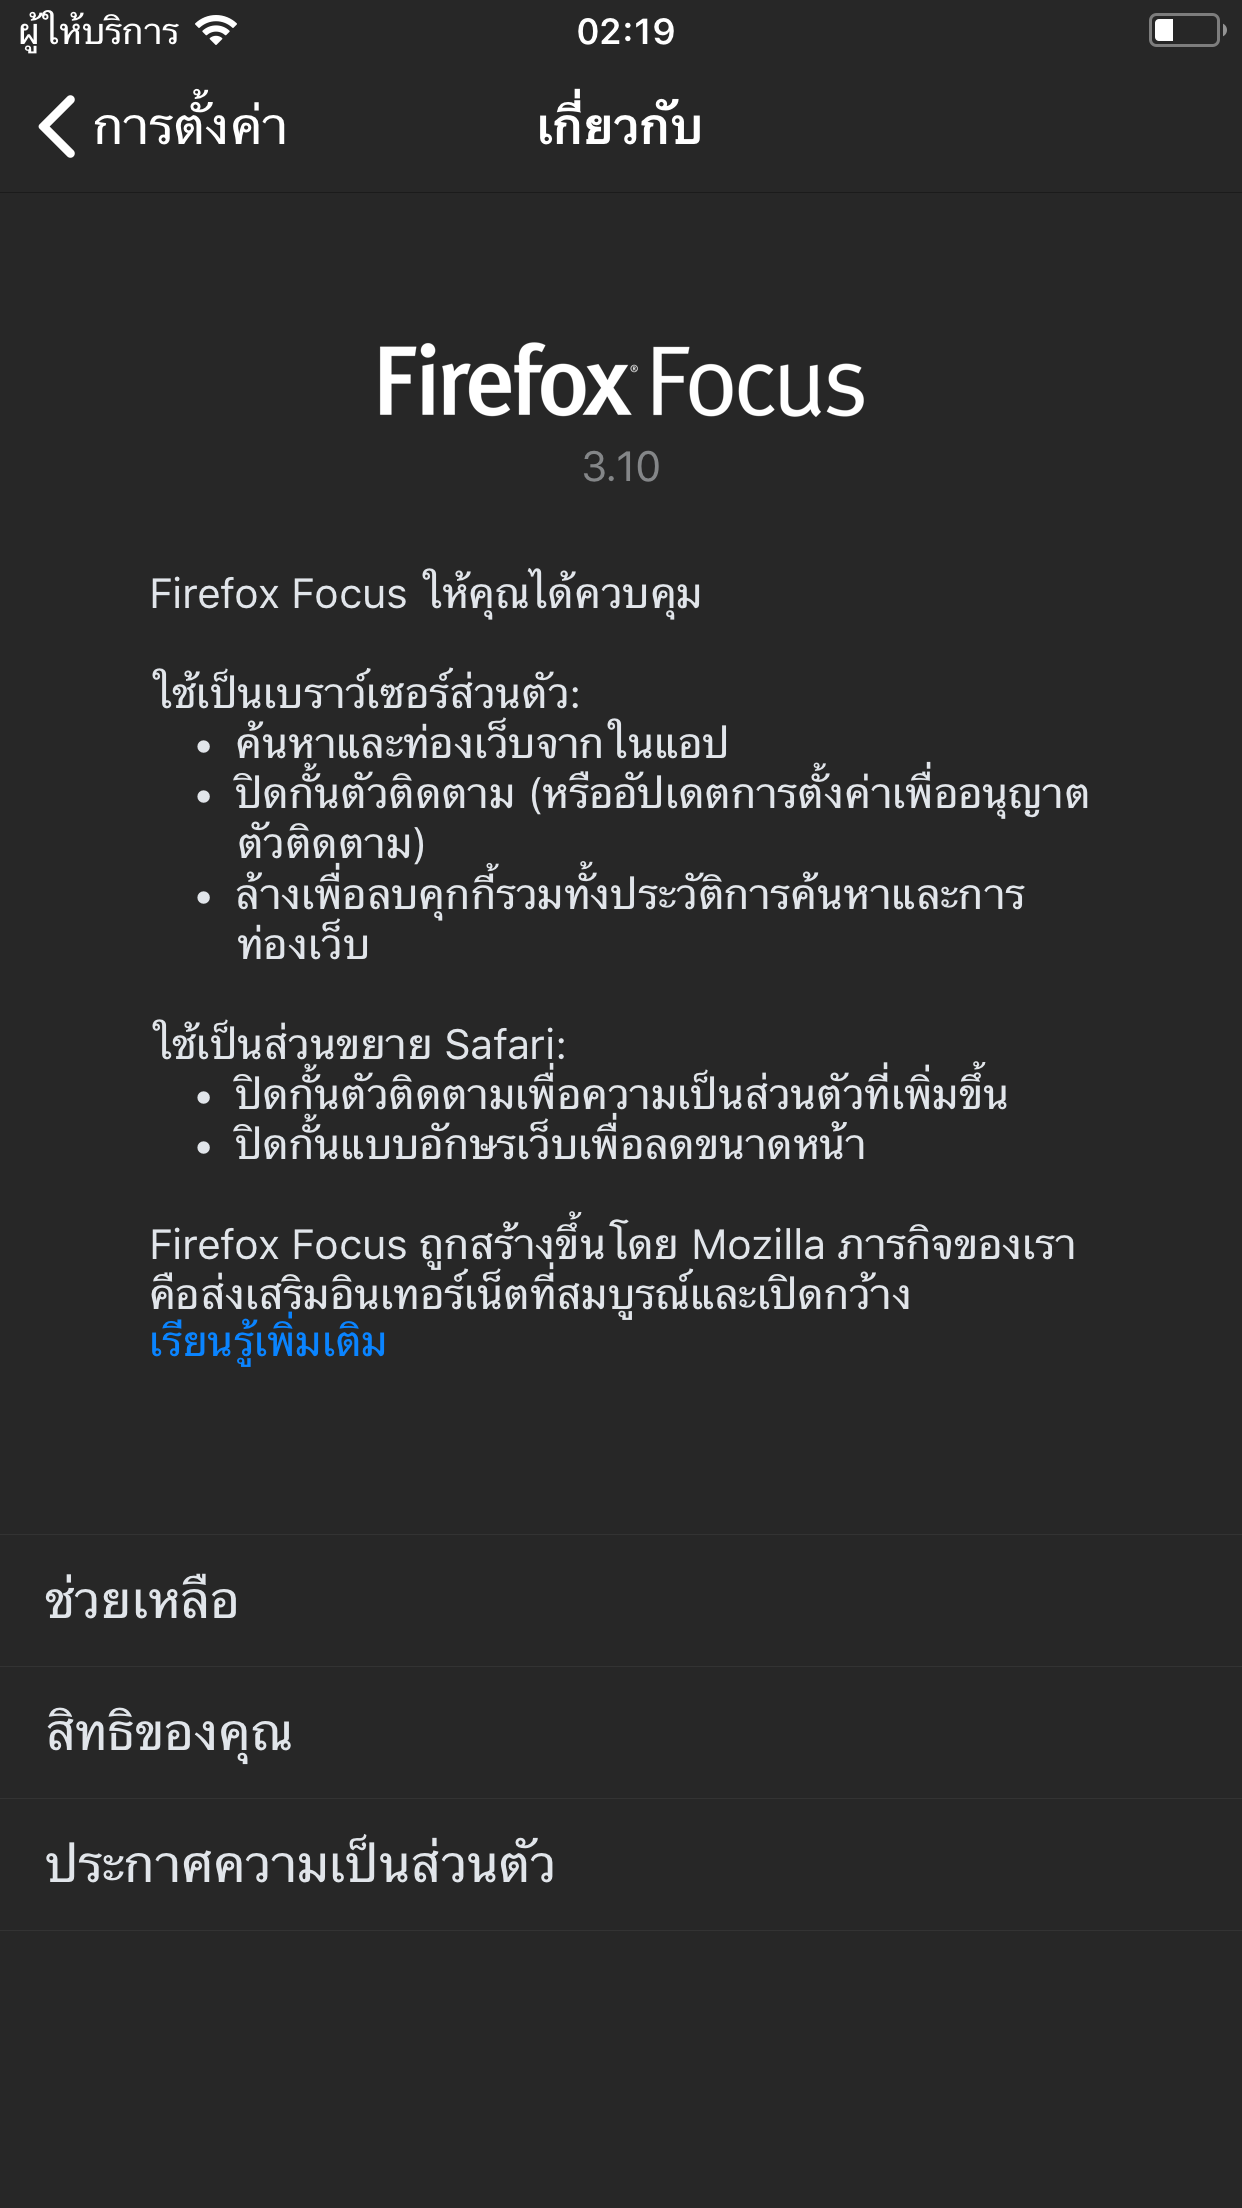 ผู้ให้บริการ 02:19
การตั้งค่า เกี่ยวกับ
Firefox® Focus
3.10
Firefox Focus ให้คุณได้ควบคุม
ใช้เป็นเบราว์เซอร์ส่วนตัว:
• ค้นหาและท่องเว็บจากในแอป
• ปิดกั้นตัวติดตาม (หรืออัปเดตการตั้งค่าเพื่ออนุญาต
ตัวติดตาม)
• ล้างเพื่อลบคุกกี้รวมทั้งประวัติการค้นหาและการ
ท่องเว็บ
ใช้เป็นส่วนขยาย Safari:
• ปิดกั้นตัวติดตามเพื่อความเป็นส่วนตัวที่เพิ่มขึ้น
• ปิดกั้นแบบอักษรเว็บเพื่อลดขนาดหน้า
Firefox Focus ถูกสร้างขึ้นโดย Mozilla ภารกิจของเรา
คือส่งเสริมอินเทอร์เน็ตที่สมบูรณ์และเปิดกว้าง
เรียนรู้เพิ่มเติม
ช่วยเหลือ
สิทธิของคุณ
ประกาศความเป็นส่วนตัว